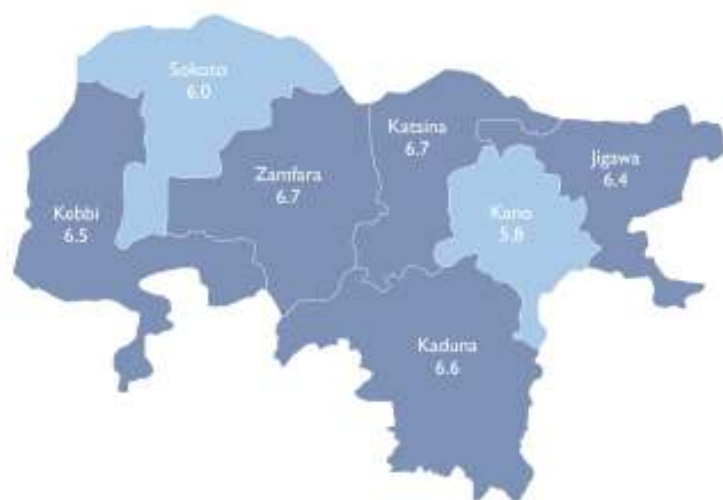 Sokoto
6.0
Katsina
6.7
Jigawa
6.4
Zamfara
6.7
Kebbi
6.5
Kano
5.8
Kaduna
6.6